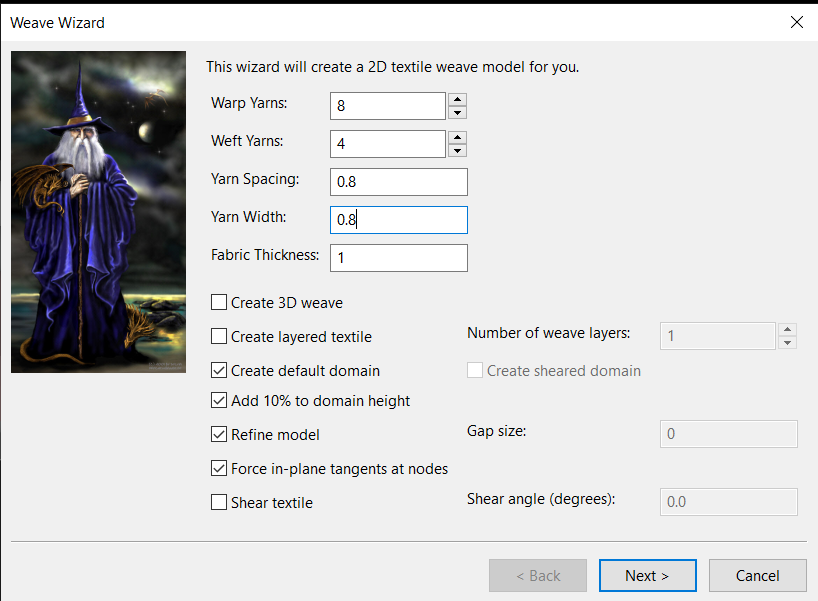 Weave Wizard
This wizard will create a 2D textile weave model for you.
Warp Yarns: 8
Weft Yarns: 4
Yarn Spacing: 0.8
Yarn Width: 0.8
Fabric Thickness: 1
Create 3D weave
Create layered textile Number of weave layers: 1
Create default domain Create sheared domain
Add 10% to domain height
Refine model Gap size: 0
Force in-plane tangents at nodes
Shear textile Shear angle (degrees): 0.0
< Back Next > Cancel